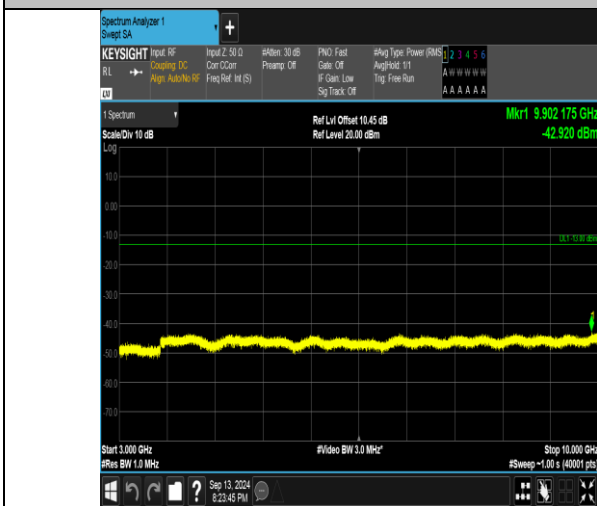 Spectrum Analyzer 1
Swept SA
+
KEYSIGHT Input: RF Input Z: 50 Ω #Atten: 30 dB PNO: Fast #Avg Type: Power (RMS 1 2 3 4 5 6
RL Coupling: DC Corr CCorr Preamp: Off Gate: Off Avg|Hold: 1/1 A W W W W W
Align: Auto/No RF Freq Ref: Int (S) IF Gain: Low Trig: Free Run
Sig Track: Off A A A A A A
1 Spectrum Ref Lvl Offset 10.45 dB Mkr1 9.902 175 GHz
Scale/Div 10 dB Ref Level 20.00 dBm -42.920 dBm
Log
10.0
0.00
DL1 -13.00 dBm
-20.0
-30.0
-40.0
-50.0
-60.0
-70.0
Start 3.000 GHz #Video BW 3.0 MHz* Stop 10.000 GHz
#Res BW 1.0 MHz #Sweep ~1.00 s (40001 pts)
? Sep 13, 2024
8:23:45 PM